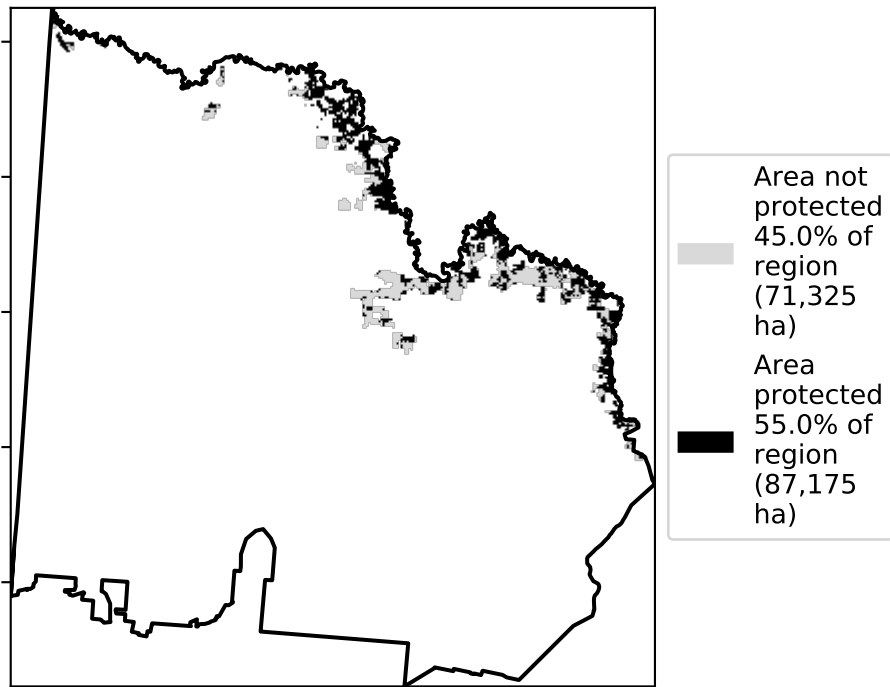 Area not
protected
45.0% of
region
(71,325
ha)
Area
protected
55.0% of
region
(87,175
ha)